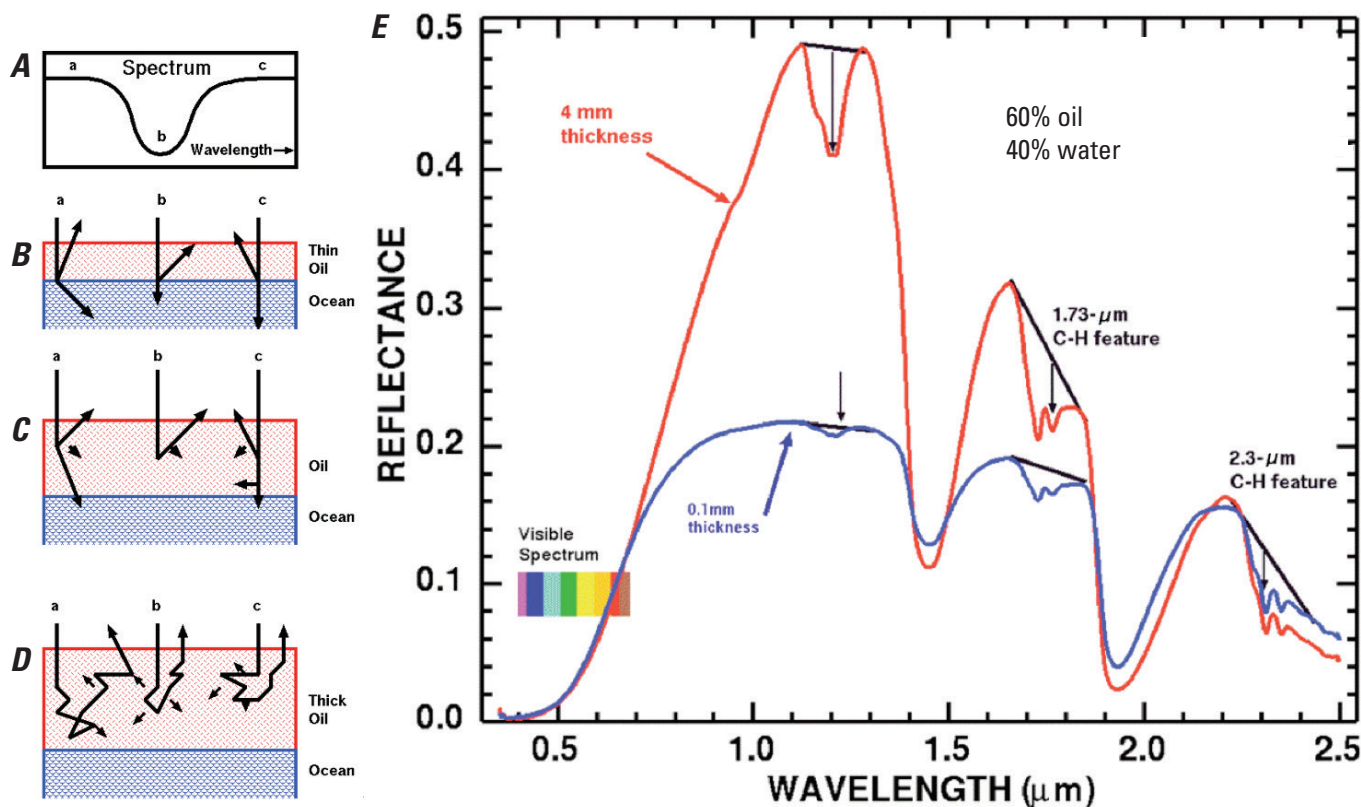 A
a
Spectrum
c
b
Wavelength→
B
a
b
c
Thin
Oil
Ocean
C
a
b
c
Oil
Ocean
D
a
b
c
Thick
Oil
Ocean
E
REFLECTANCE
0.5
0.4
0.3
0.2
0.1
0.0
4 mm
thickness
60% oil
40% water
1.73-μm
C-H feature
2.3-μm
C-H feature
0.1mm
thickness
Visible
Spectrum
0.5
1.0
1.5
2.0
2.5
WAVELENGTH (μm)